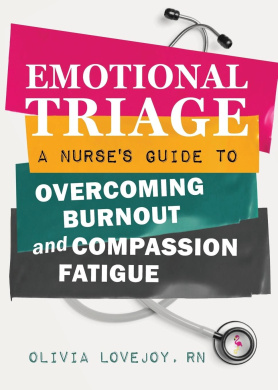 EMOTIONAL
TRIAGE
A NURSE'S GUIDE TO
OVERCOMING
BURNOUT
and COMPASSION
FATIGUE
OLIVIA LOVEJOY, RN